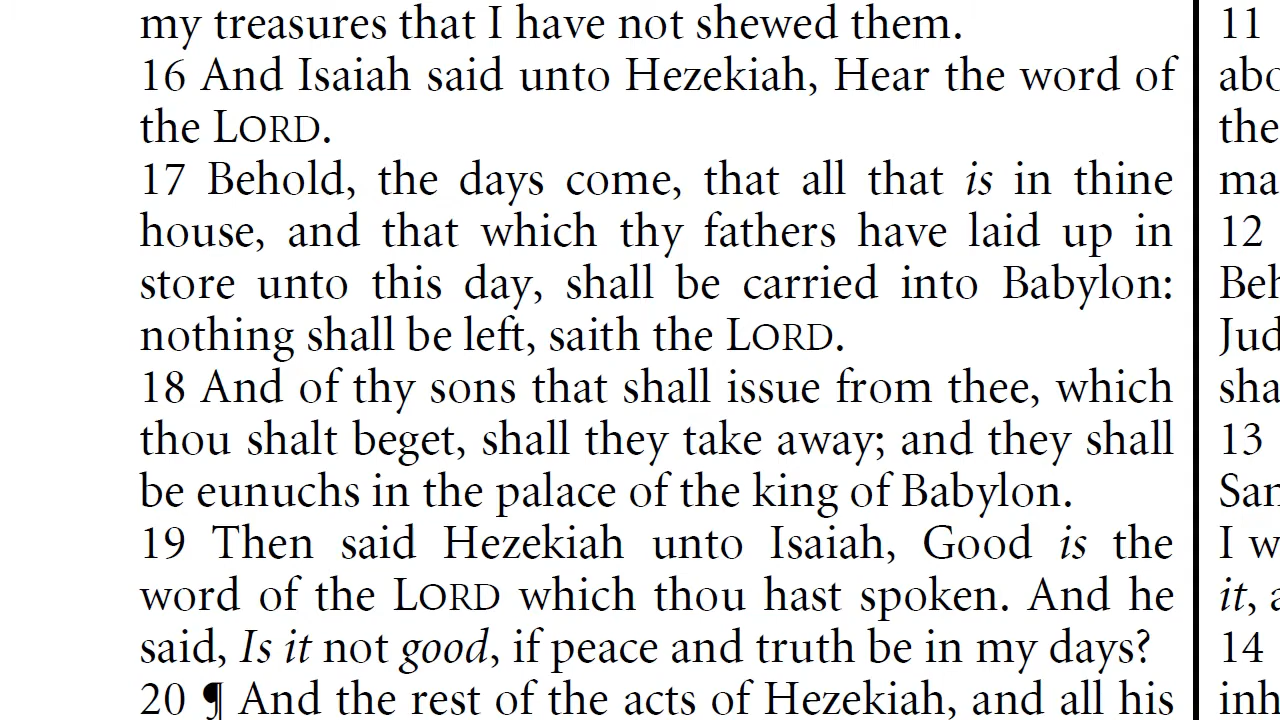 my treasures that I have not shewed them.
16 And Isaiah said unto Hezekiah, Hear the word of
the LORD.
17 Behold, the days come, that all that is in thine
house, and that which thy fathers have laid up in
store unto this day, shall be carried into Babylon:
nothing shall be left, saith the LORD.
18 And of thy sons that shall issue from thee, which
thou shalt beget, shall they take away; and they shall
be eunuchs in the palace of the king of Babylon.
19 Then said Hezekiah unto Isaiah, Good is the
word of the LORD which thou hast spoken. And he
said, Is it not good, if peace and truth be in my days?
20 ¶ And the rest of the acts of Hezekiah, and all his
11
the
12
13
I
it,
14